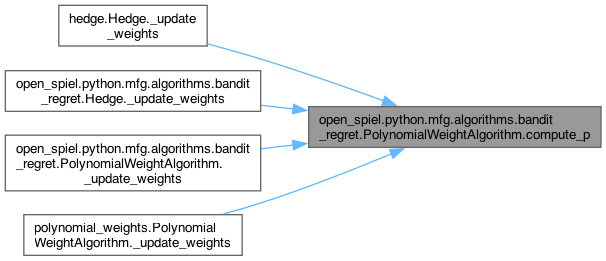 hedge.Hedge._update
_weights
open_spiel.python.mfg.algorithms.bandit
_regret.Hedge._update_weights
open_spiel.python.mfg.algorithms.bandit
_regret.PolynomialWeightAlgorithm.compute_p
open_spiel.python.mfg.algorithms.bandit
_regret.PolynomialWeightAlgorithm.
_update_weights
polynomial_weights.Polynomial
WeightAlgorithm._update_weights